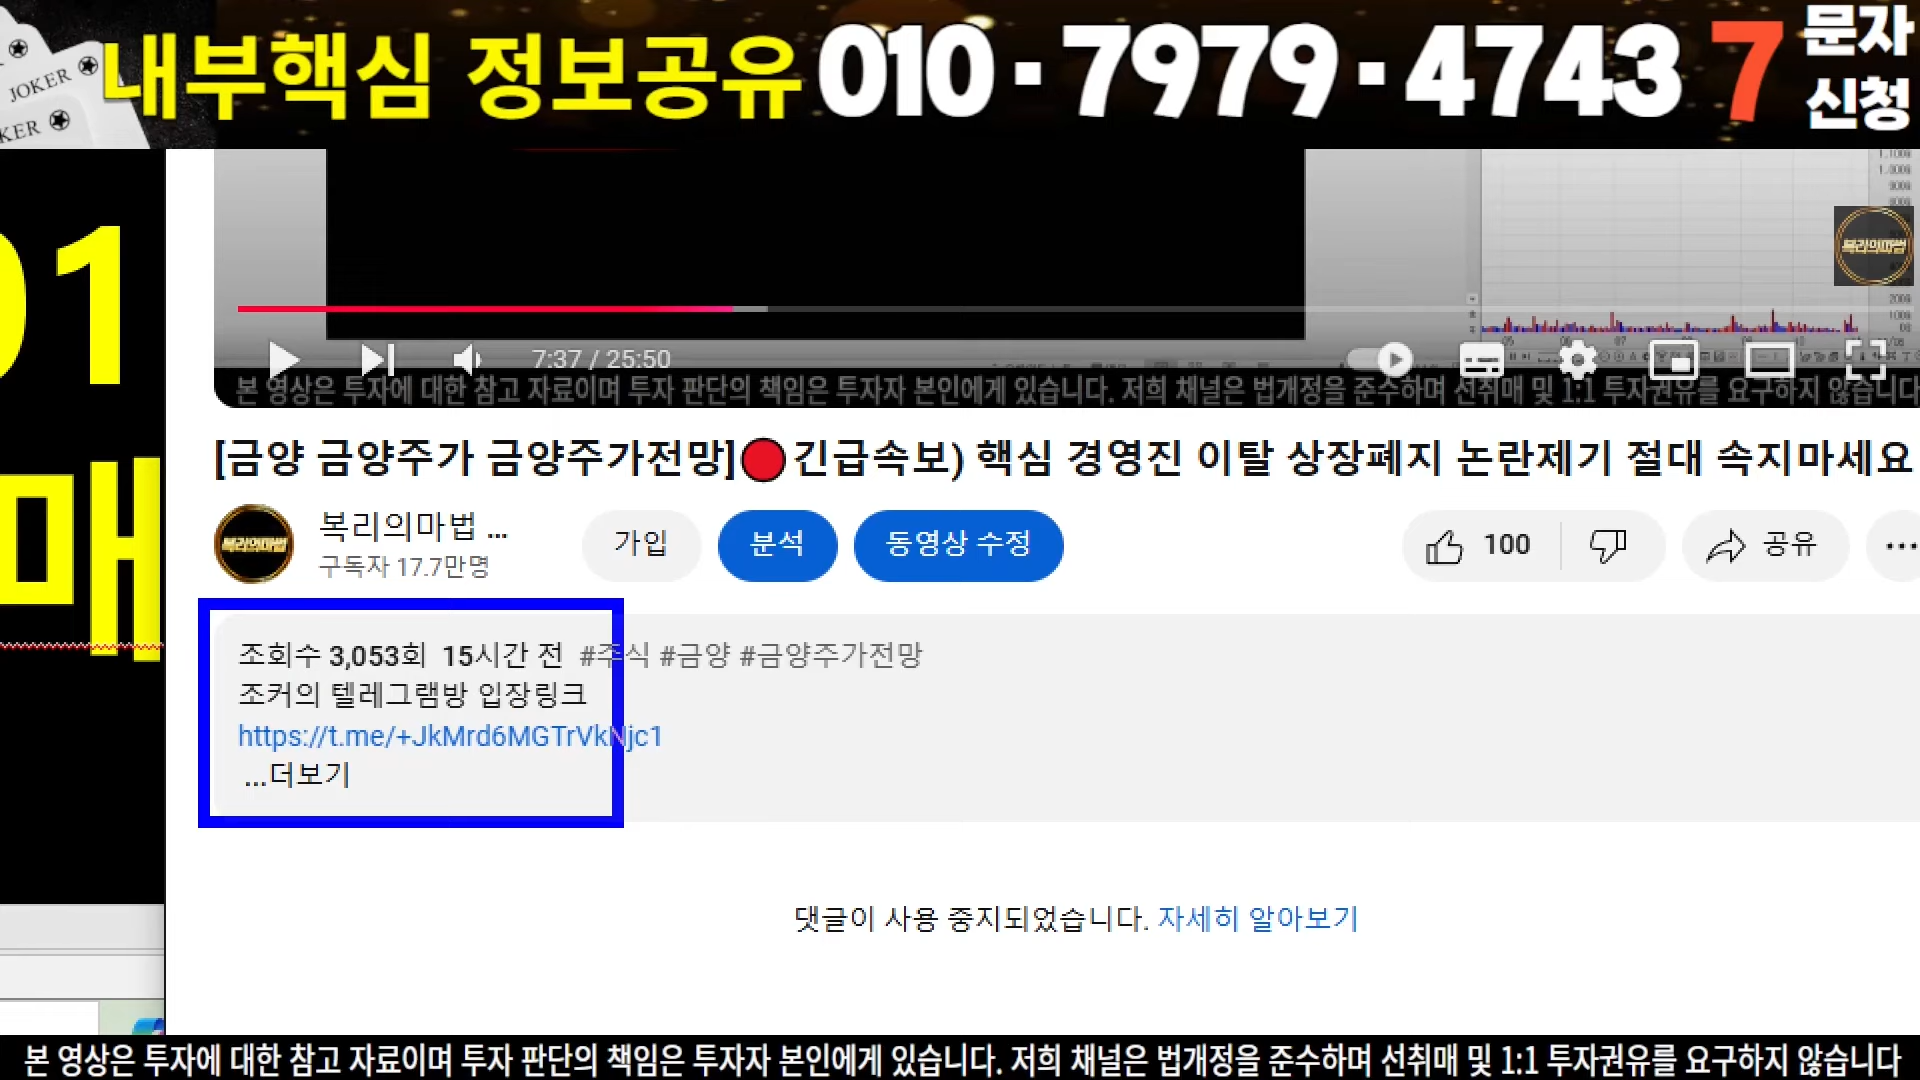 JOKER
KER
내부핵심 정보공유 010·7979·4743 7 문자
신청
01
매
복리의마법
7:37 / 25:50
본 영상은 투자에 대한 참고 자료이며 투자 판단의 책임은 투자자 본인에게 있습니다. 저희 채널은 법개정을 준수하며 선취매 및 1:1 투자권유를 요구하지 않습니다
[금양 금양주가 금양주가전망]🔴긴급속보) 핵심 경영진 이탈 상장폐지 논란제기 절대 속지마세요
복리의마법
복리의마법 ...
구독자 17.7만명
가입
분석
동영상 수정
100
공유
조회수 3,053회 15시간 전 #주식 #금양 #금양주가전망
조커의 텔레그램방 입장링크
https://t.me/+JkMrd6MGTrVkNjc1
...더보기
댓글이 사용 중지되었습니다. 자세히 알아보기
본 영상은 투자에 대한 참고 자료이며 투자 판단의 책임은 투자자 본인에게 있습니다. 저희 채널은 법개정을 준수하며 선취매 및 1:1 투자권유를 요구하지 않습니다